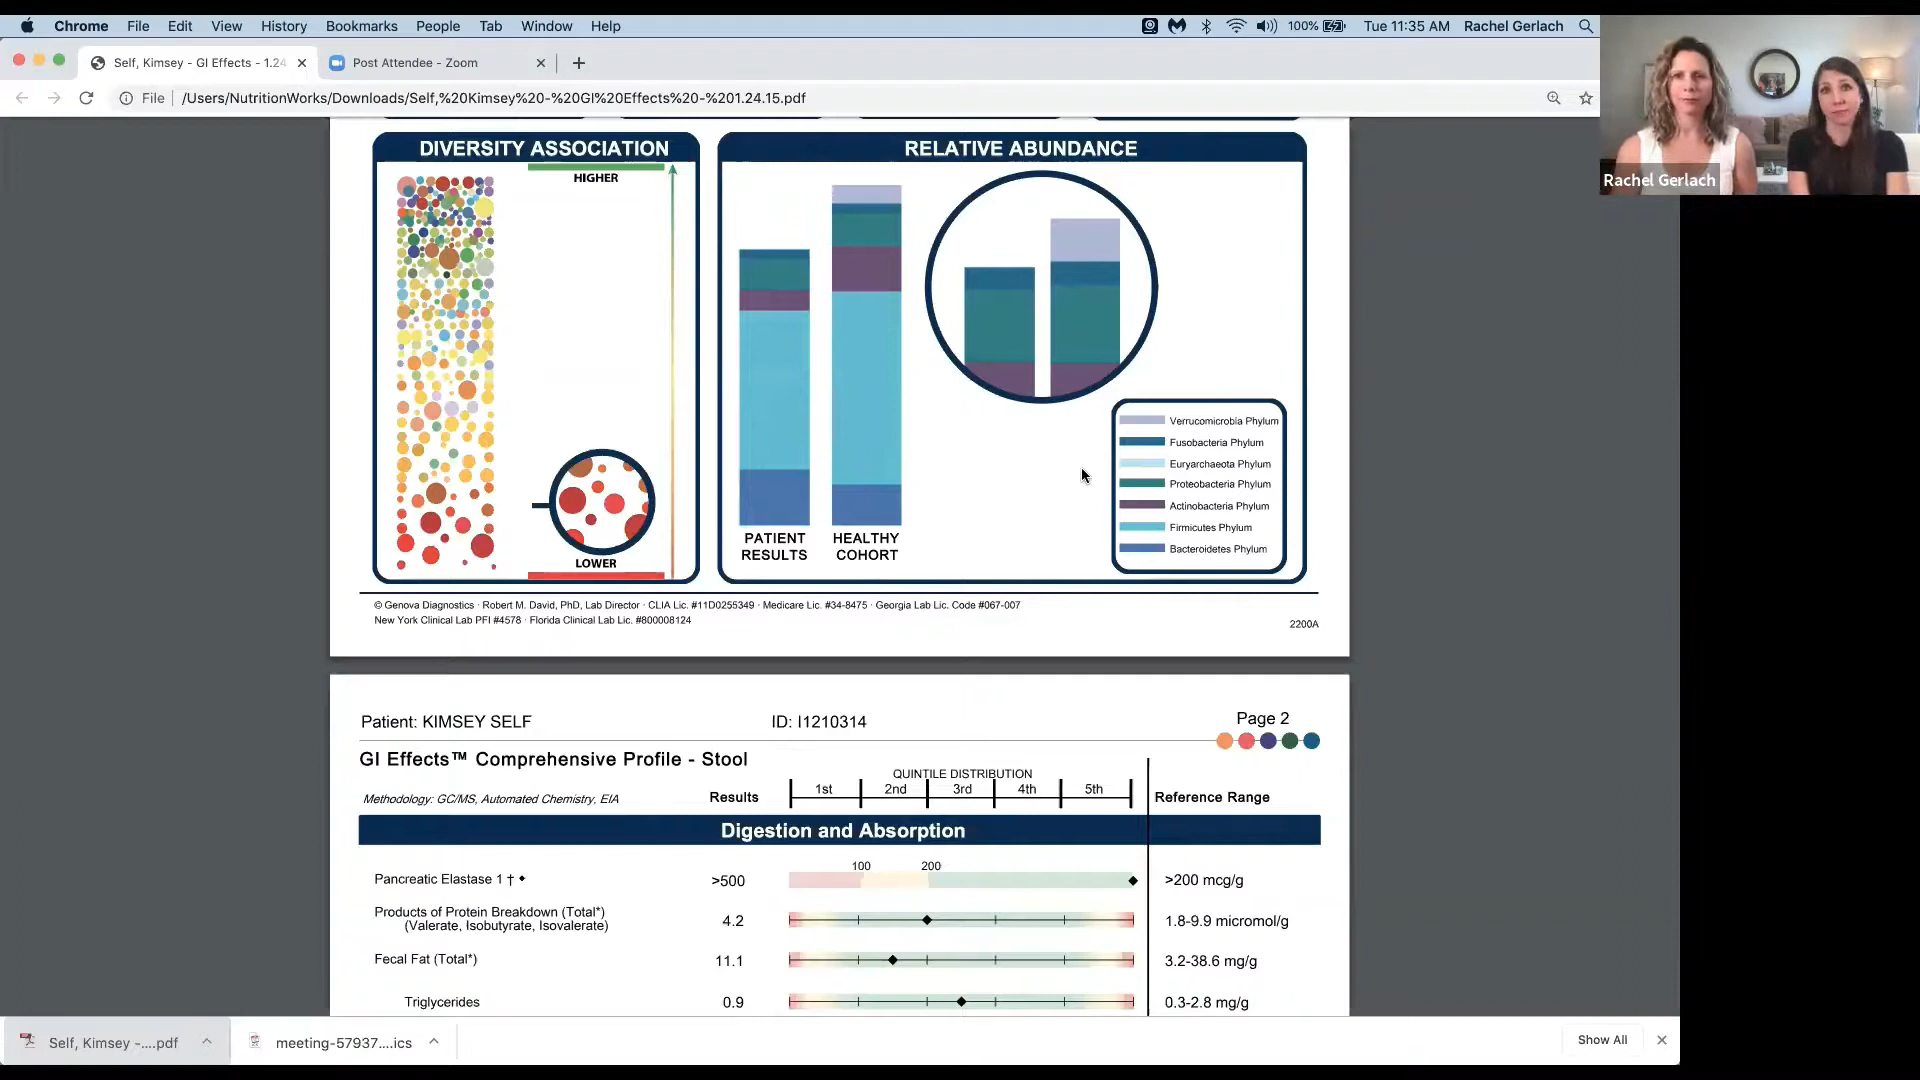 Chrome File Edit View History Bookmarks People Tab Window Help 100% Tue 11:35 AM Rachel Gerlach
Self, Kimsey - GI Effects - 1.24
Post Attendee - Zoom
File /Users/NutritionWorks/Downloads/Self,%20Kimsey%20-%20GI%20Effects%20-%201.24.15.pdf
Rachel Gerlach
DIVERSITY ASSOCIATION
HIGHER
LOWER
RELATIVE ABUNDANCE
PATIENT
RESULTS
HEALTHY
COHORT
Verrucomicrobia Phylum
Fusobacteria Phylum
Euryarchaeota Phylum
Proteobacteria Phylum
Actinobacteria Phylum
Firmicutes Phylum
Bacteroidetes Phylum
© Genova Diagnostics · Robert M. David, PhD, Lab Director · CLIA Lic. #11D0255349 · Medicare Lic. #34-8475 · Georgia Lab Lic. Code #067-007
New York Clinical Lab PFI #4578 · Florida Clinical Lab Lic. #800008124
2200A
Patient: KIMSEY SELF ID: I1210314 Page 2
GI Effects™ Comprehensive Profile - Stool
QUINTILE DISTRIBUTION
Methodology: GC/MS, Automated Chemistry, EIA Results 1st 2nd 3rd 4th 5th Reference Range
Digestion and Absorption
100 200
Pancreatic Elastase 1 † ♦ >500 >200 mcg/g
Products of Protein Breakdown (Total*)
(Valerate, Isobutyrate, Isovalerate) 4.2 1.8-9.9 micromol/g
Fecal Fat (Total*) 11.1 3.2-38.6 mg/g
Triglycerides 0.9 0.3-2.8 mg/g
Self, Kimsey -....pdf
meeting-57937....ics
Show All